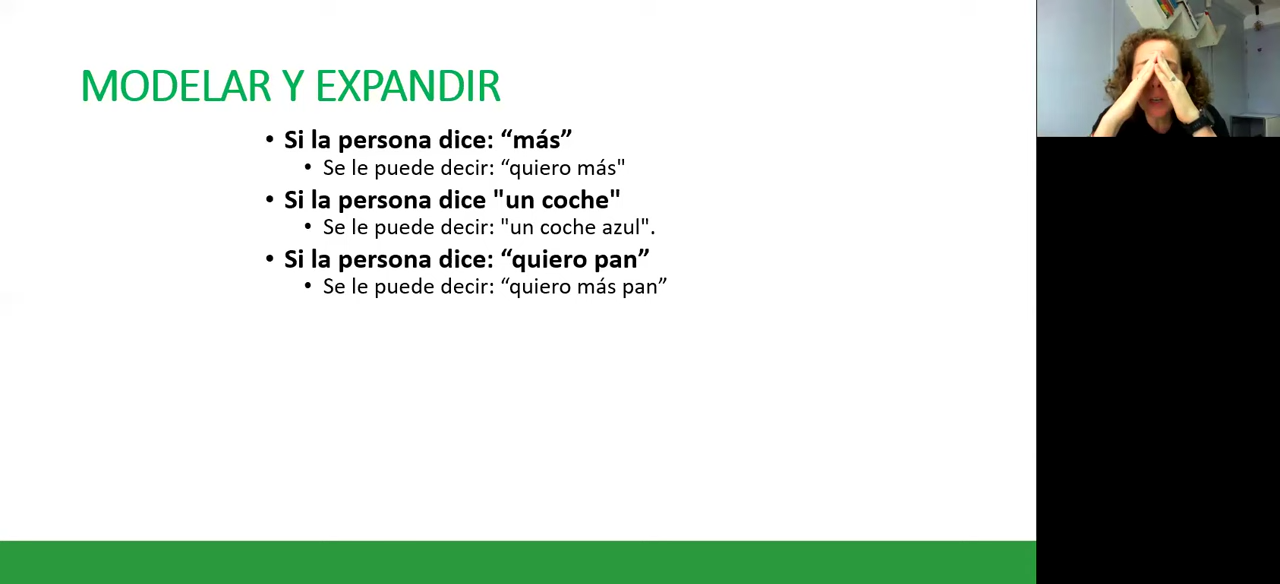 MODELAR Y EXPANDIR
• Si la persona dice: “más”
• Se le puede decir: “quiero más"
• Si la persona dice "un coche"
• Se le puede decir: "un coche azul".
• Si la persona dice: “quiero pan”
• Se le puede decir: “quiero más pan”